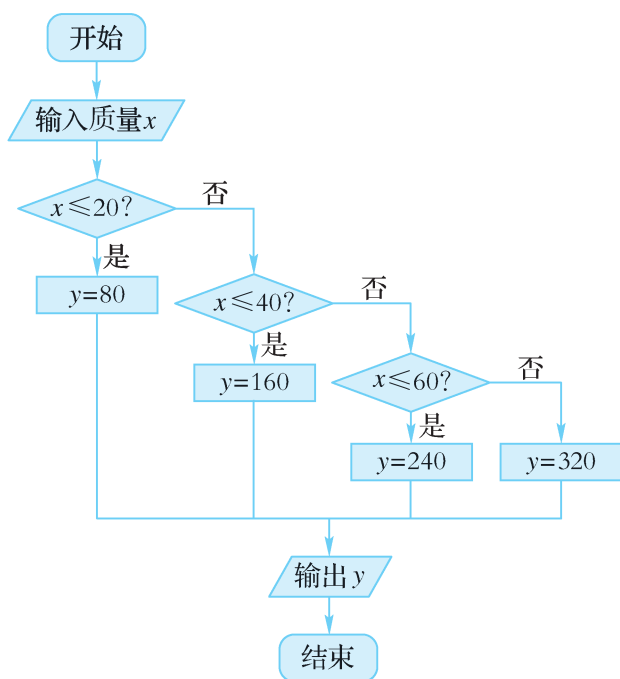 开始
输入质量x
x≤20?
否
是
y=80
x≤40?
否
是
y=160
x≤60?
否
是
y=240
y=320
输出y
结束